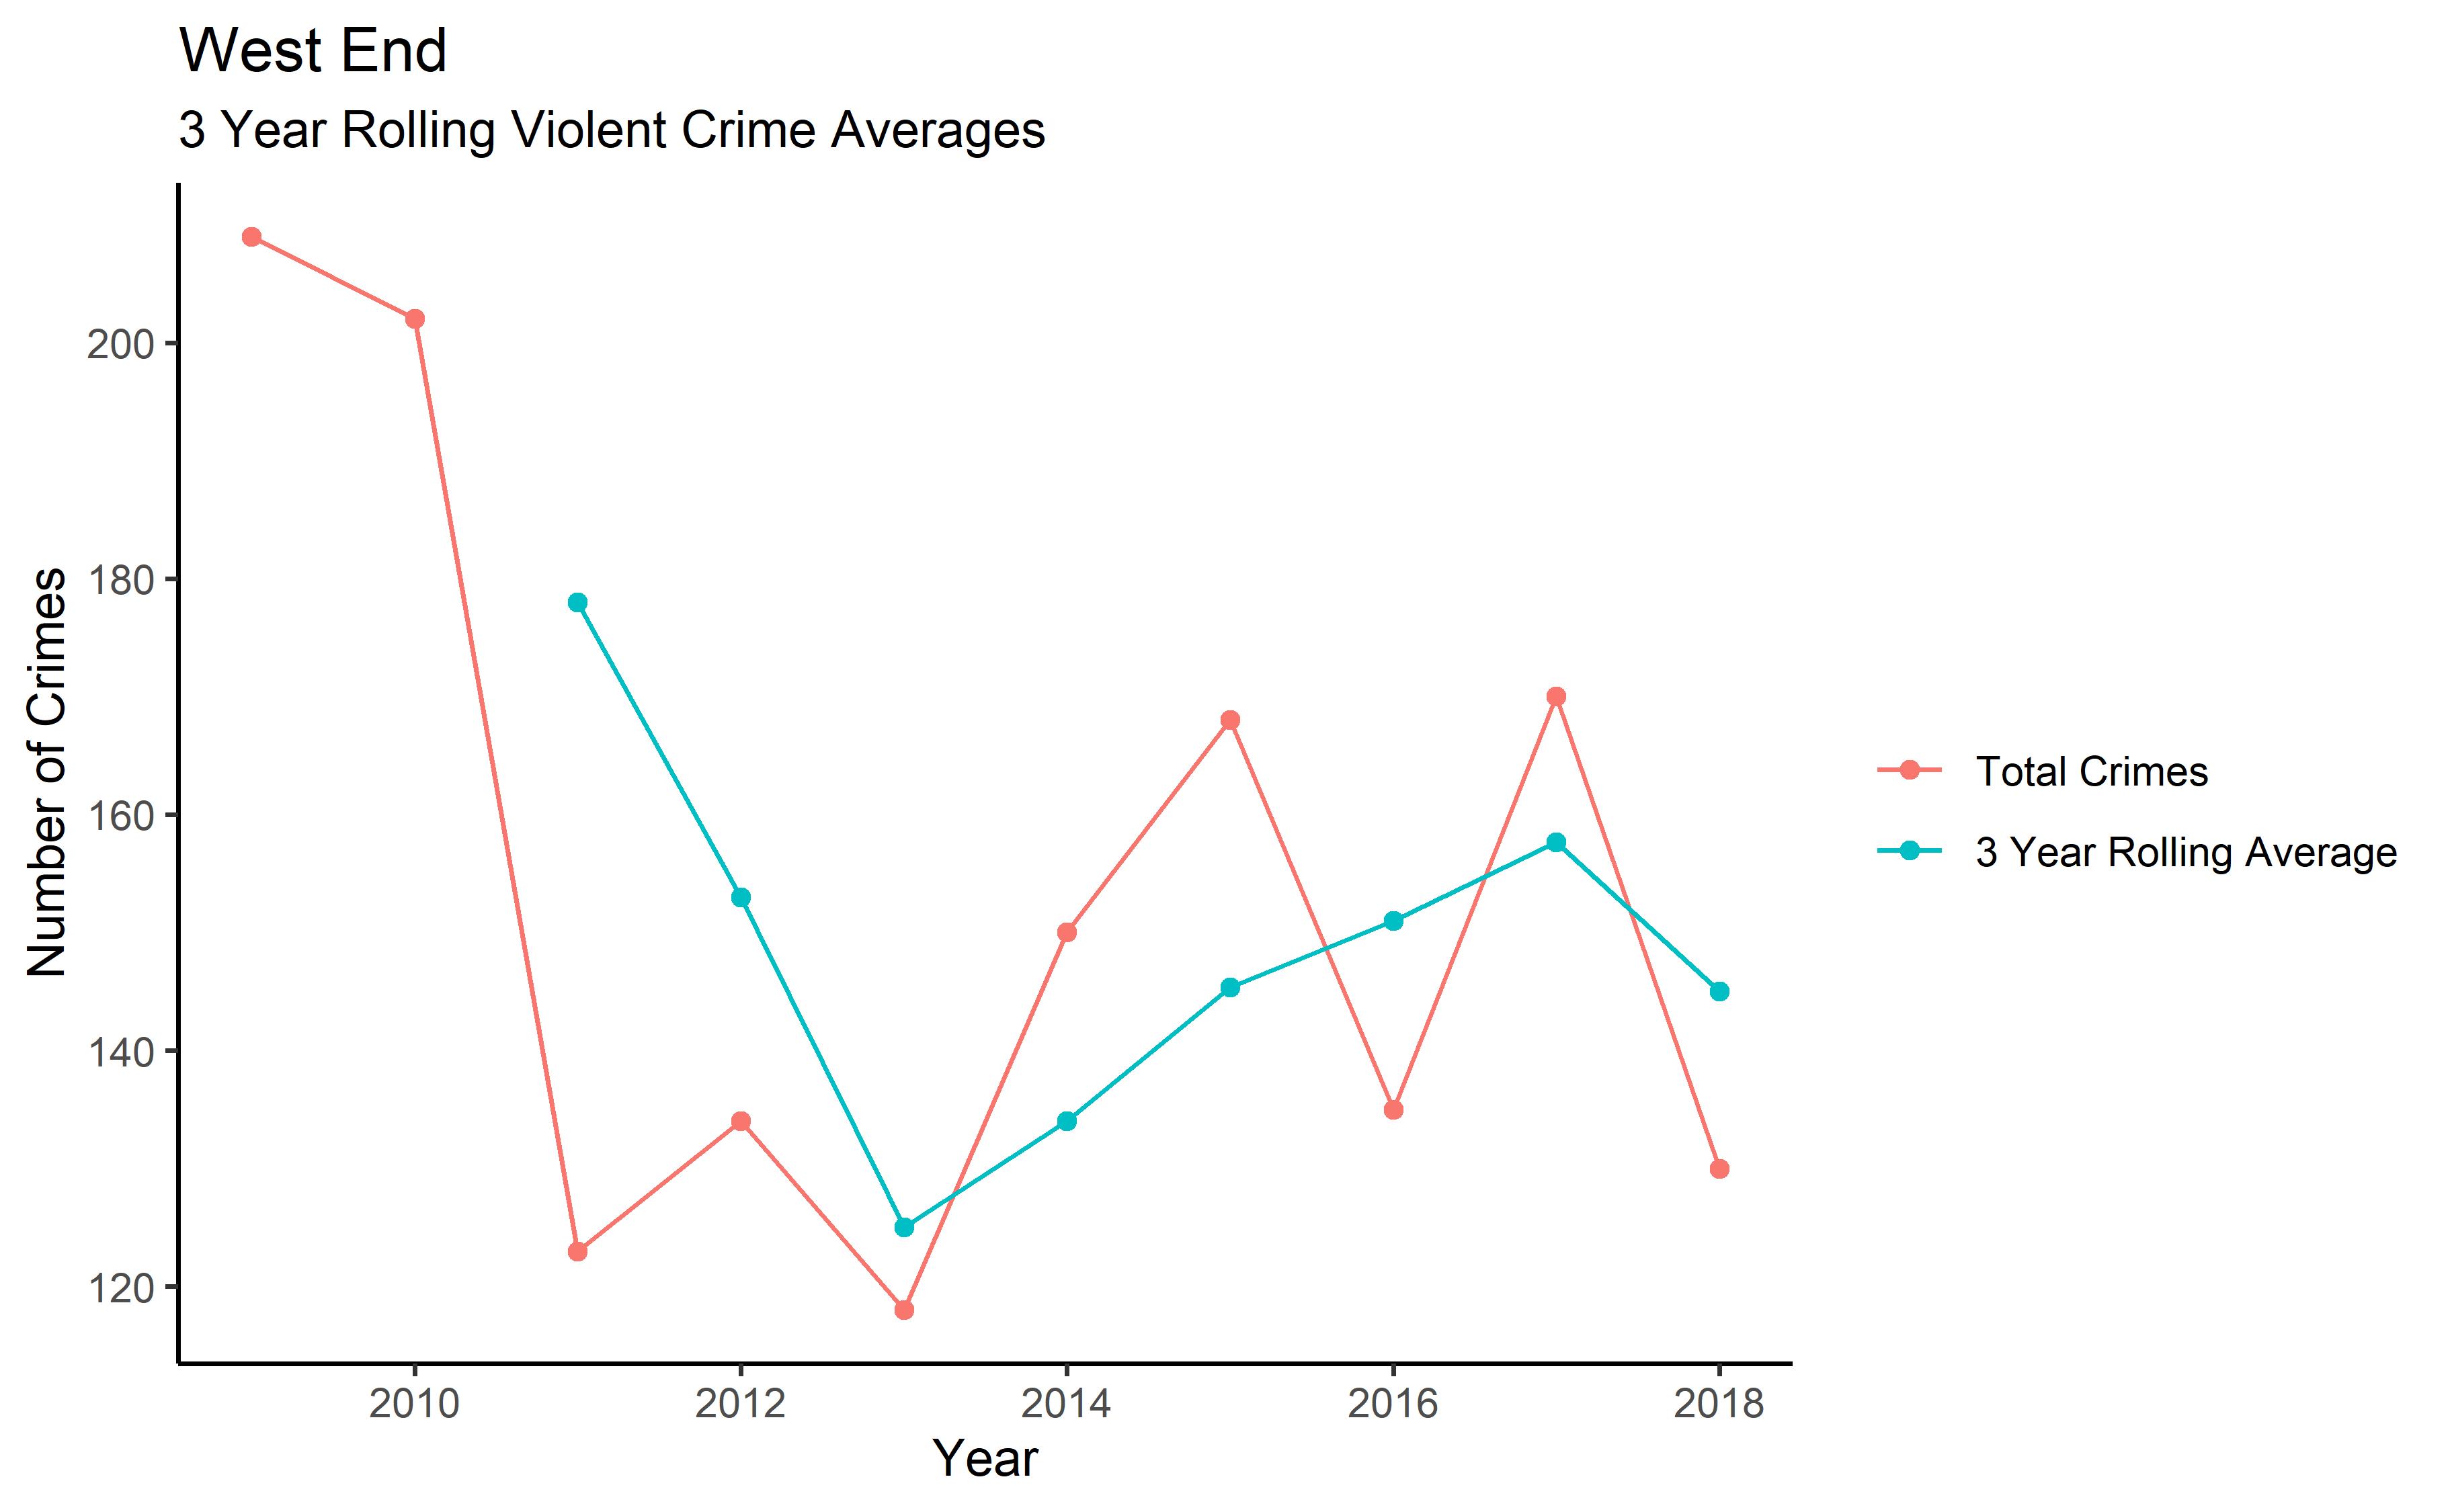 West End
3 Year Rolling Violent Crime Averages
Number of Crimes
200
180
160
140
120
2010
2012
2014
2016
2018
Year
Total Crimes
3 Year Rolling Average